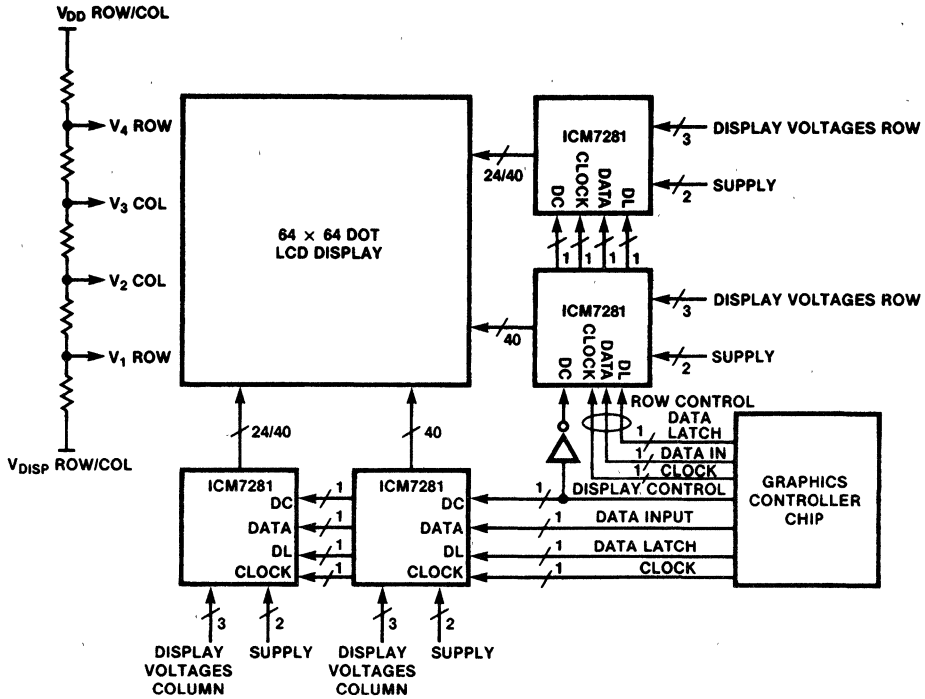 V_DD ROW/COL
V4 ROW
V3 COL
V2 COL
V1 ROW
V_DISP ROW/COL
64 × 64 DOT
LCD DISPLAY
24/40
40
24/40
40
ICM7281
DC
CLOCK
DATA
DL
3
DISPLAY VOLTAGES ROW
2
SUPPLY
1
1
1
1
ICM7281
DC
CLOCK
DATA
DL
3
DISPLAY VOLTAGES ROW
2
SUPPLY
ROW CONTROL
DATA
1 LATCH
1 DATA IN
1 CLOCK
1 DISPLAY CONTROL
1 DATA INPUT
1 DATA LATCH
1 CLOCK
GRAPHICS
CONTROLLER
CHIP
ICM7281
DC
DATA
DL
CLOCK
1
1
1
1
ICM7281
DC
DATA
DL
CLOCK
3
2
3
2
DISPLAY
VOLTAGES
COLUMN
SUPPLY
DISPLAY
VOLTAGES
COLUMN
SUPPLY